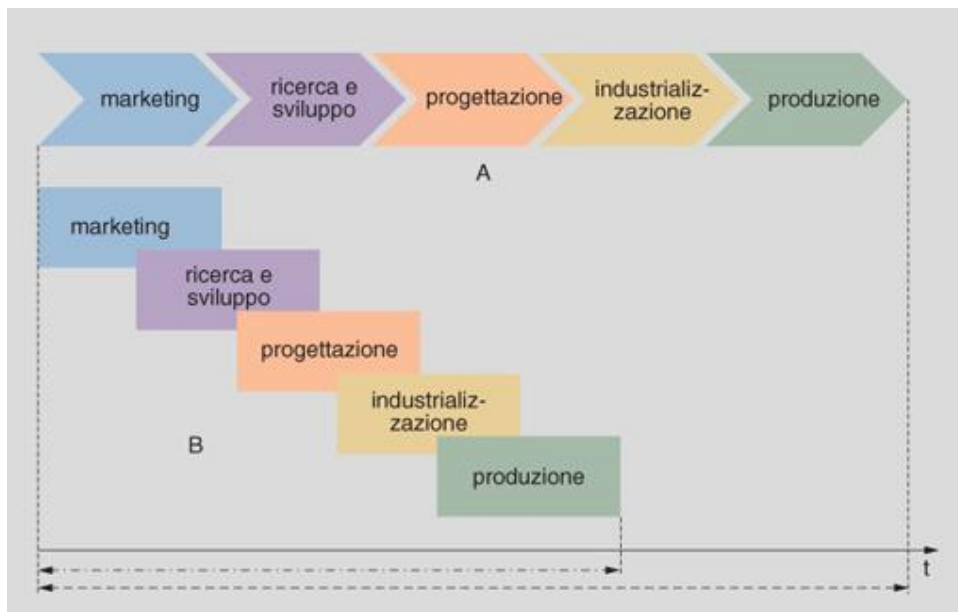 marketing
ricerca e
sviluppo
progettazione
industrializ-
zazione
produzione
A
marketing
ricerca e
sviluppo
progettazione
industrializ-
zazione
B
produzione
t